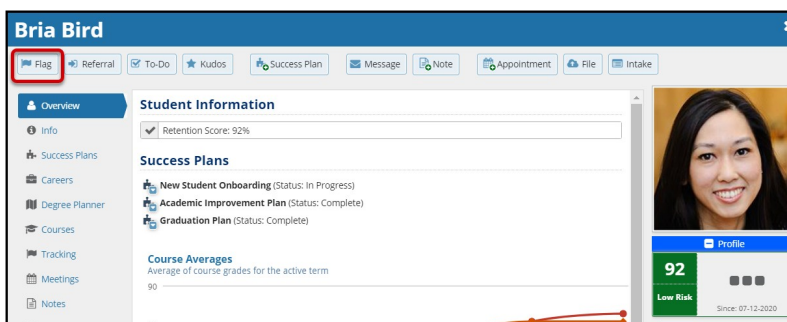 Bria Bird
Flag Referral To-Do Kudos Success Plan Message Note Appointment File Intake
Overview
Info
Success Plans
Careers
Degree Planner
Courses
Tracking
Meetings
Notes
Student Information
Retention Score: 92%
Success Plans
New Student Onboarding (Status: In Progress)
Academic Improvement Plan (Status: Complete)
Graduation Plan (Status: Complete)
Course Averages
Average of course grades for the active term
90
Profile
92
Low Risk
Since: 07-12-2020